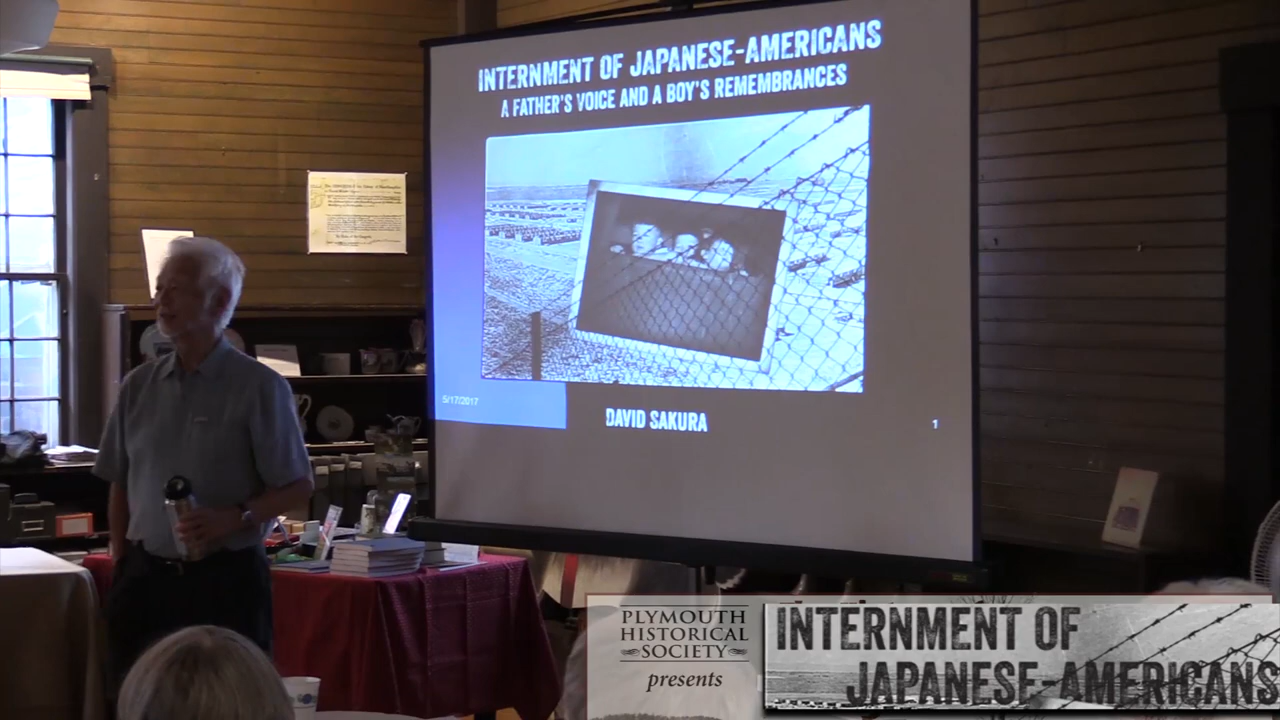 INTERNMENT OF JAPANESE-AMERICANS
A FATHER'S VOICE AND A BOY'S REMEMBRANCES
5/17/2017
DAVID SAKURA
1
PLYMOUTH
HISTORICAL
SOCIETY
presents
INTERNMENT OF
JAPANESE-AMERICANS